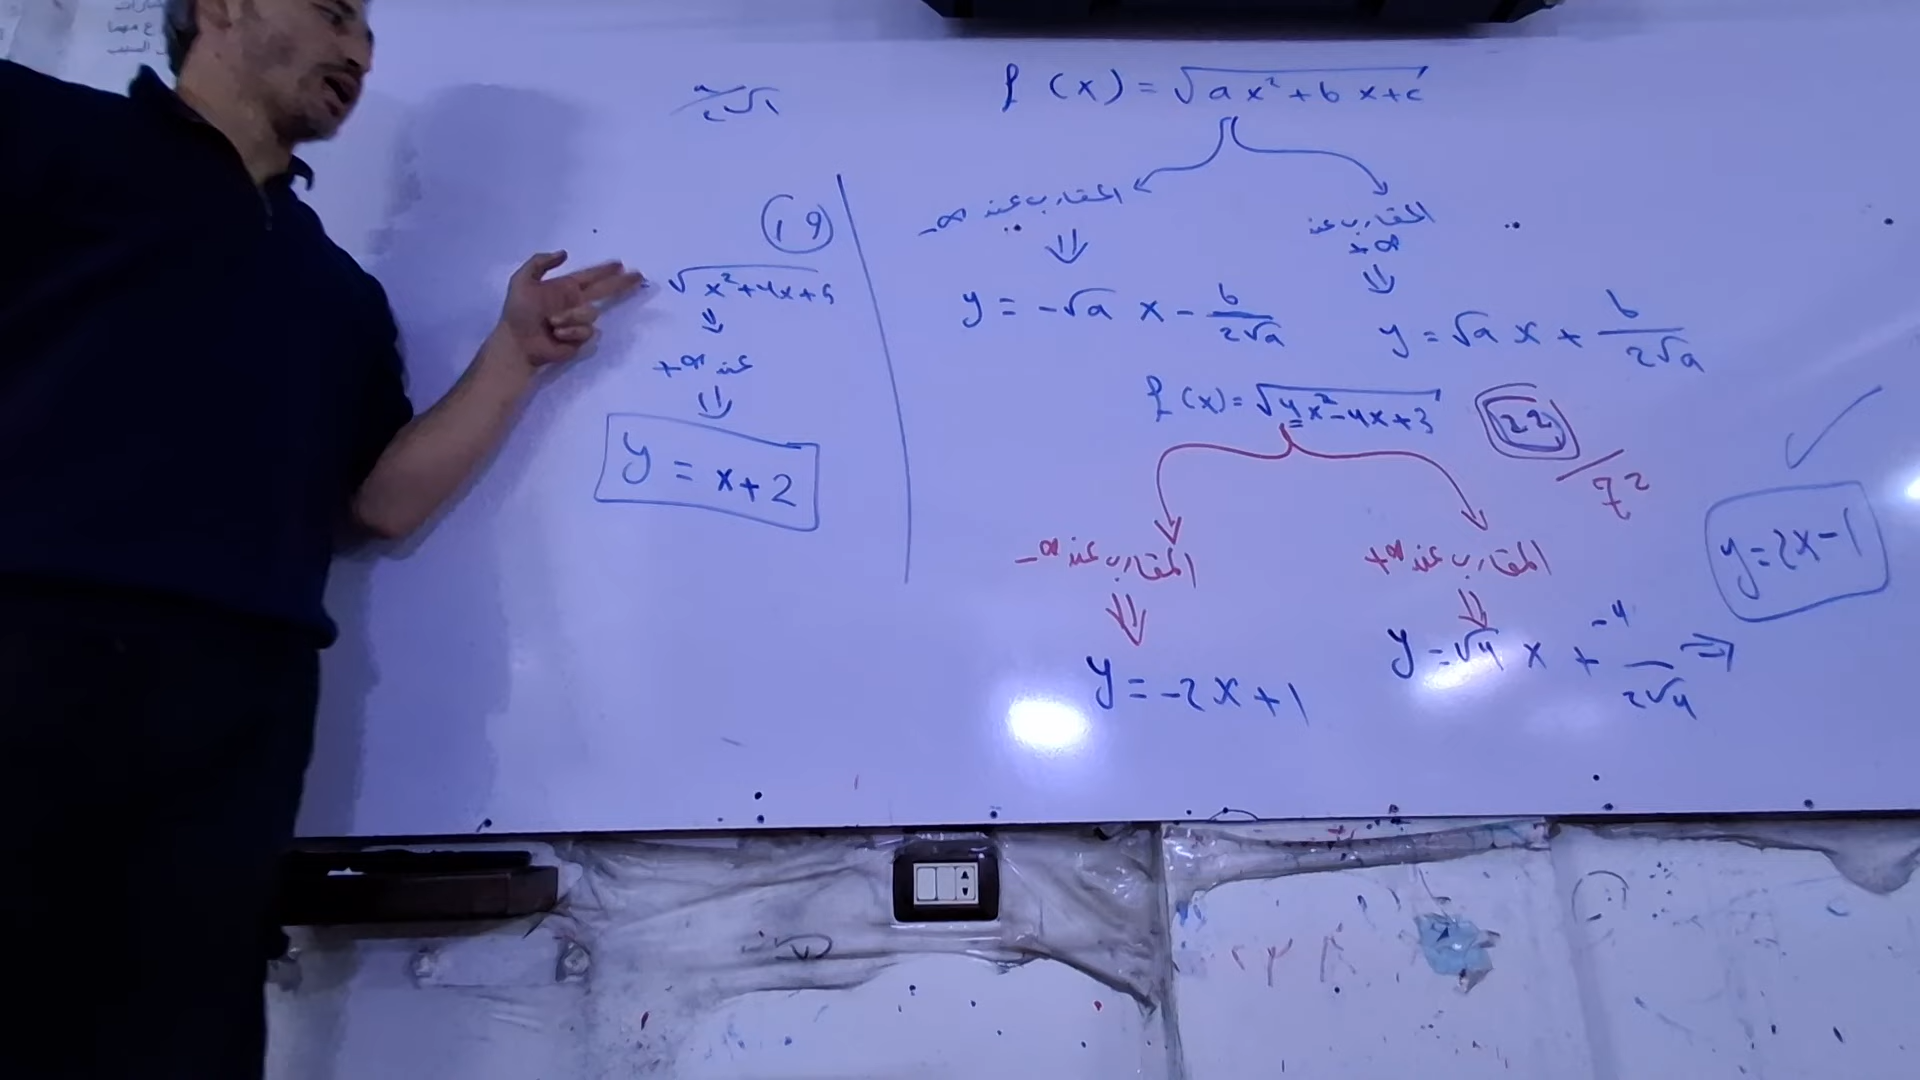 f(x) = √ax²+bx+c
المقارب عند -∞
المقارب عند
+∞
⇓
⇓
y = -√a x - b/2√a
y = √a x + b/2√a
f(x) = √4x²-4x+3
22
/72
المقارب عند -∞
المقارب عند +∞
⇓
⇓
y = -2x+1
y = √4 x + -4/2√4 ⇒
y = 2x-1
19
= √x²+4x+5
⇓
عند +∞
⇓
y = x+2